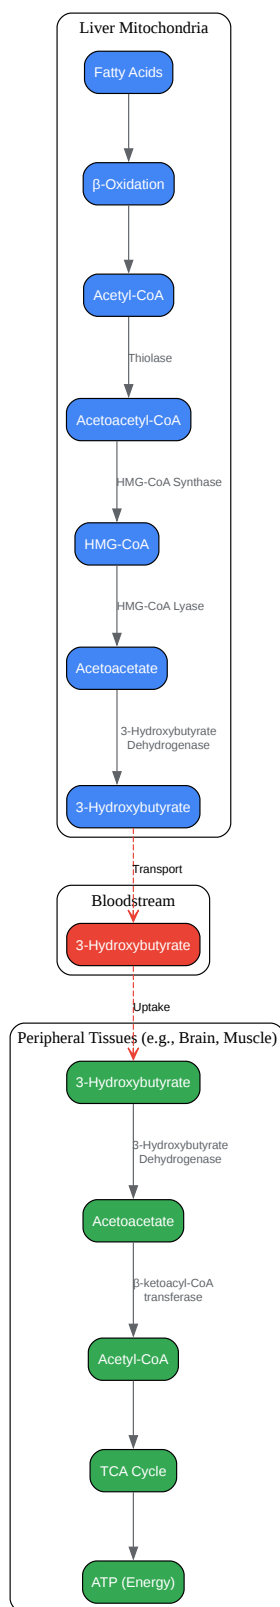 Liver Mitochondria
Fatty Acids
β-Oxidation
Acetyl-CoA
Thiolase
Acetoacetyl-CoA
HMG-CoA Synthase
HMG-CoA
HMG-CoA Lyase
Acetoacetate
3-Hydroxybutyrate
Dehydrogenase
3-Hydroxybutyrate
Transport
Bloodstream
3-Hydroxybutyrate
Uptake
Peripheral Tissues (e.g., Brain, Muscle)
3-Hydroxybutyrate
3-Hydroxybutyrate
Dehydrogenase
Acetoacetate
β-ketoacyl-CoA
transferase
Acetyl-CoA
TCA Cycle
ATP (Energy)